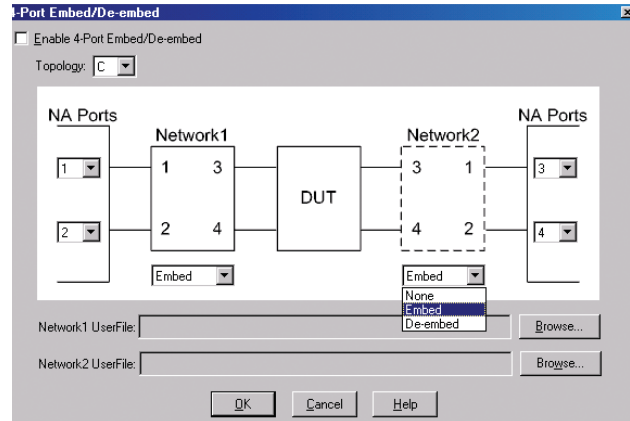 4-Port Embed/De-embed
Enable 4-Port Embed/De-embed
Topology: C
NA Ports
NA Ports
Network1
Network2
1
1 3
DUT
3 1
3
2
2 4
4 2
4
Embed
Embed
None
Embed
De-embed
Network1 UserFile:
Browse...
Network2 UserFile:
Browse...
OK
Cancel
Help